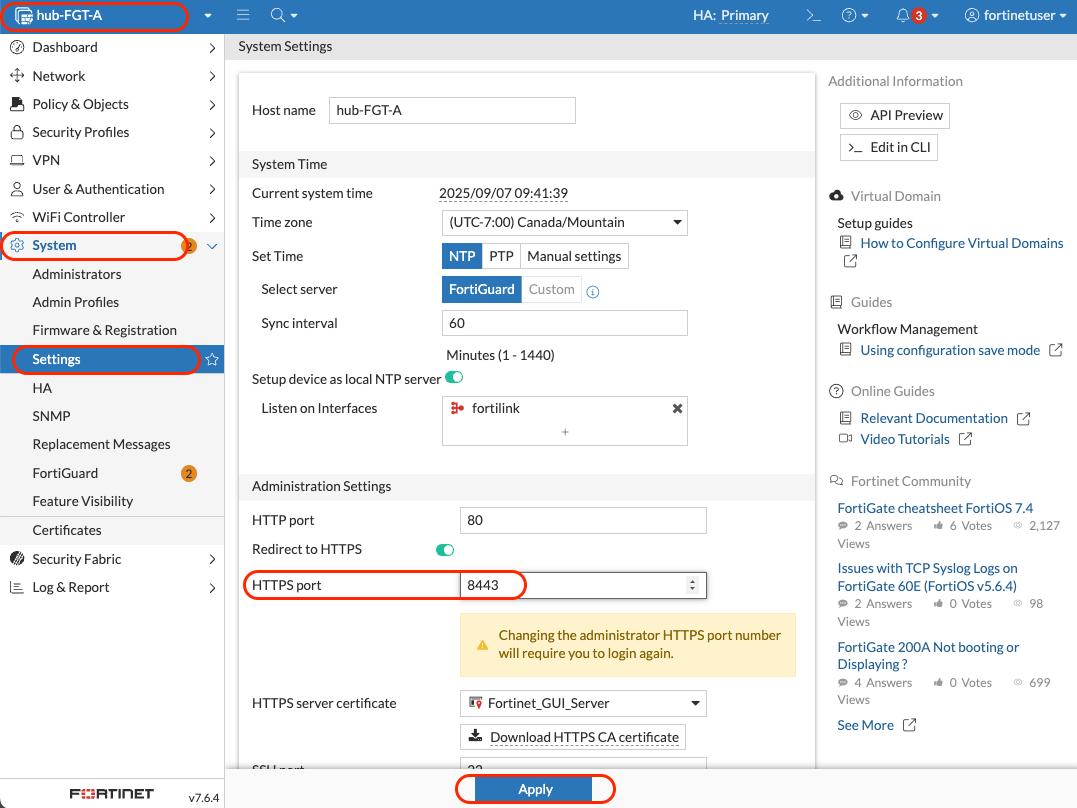 hub-FGT-A
HA: Primary
3
fortinetuser
Dashboard
Network
Policy & Objects
Security Profiles
VPN
User & Authentication
WiFi Controller
System 2
Administrators
Admin Profiles
Firmware & Registration
Settings
HA
SNMP
Replacement Messages
FortiGuard 2
Feature Visibility
Certificates
Security Fabric
Log & Report
FORTINET v7.6.4
System Settings
Host name hub-FGT-A
System Time
Current system time 2025/09/07 09:41:39
Time zone (UTC-7:00) Canada/Mountain
Set Time NTP PTP Manual settings
Select server FortiGuard Custom
Sync interval 60
Minutes (1 - 1440)
Setup device as local NTP server
Listen on Interfaces fortilink
+
Administration Settings
HTTP port 80
Redirect to HTTPS
HTTPS port 8443
Changing the administrator HTTPS port number
will require you to login again.
HTTPS server certificate Fortinet_GUI_Server
Download HTTPS CA certificate
SSH port 22
Apply
Additional Information
API Preview
>_ Edit in CLI
Virtual Domain
Setup guides
How to Configure Virtual Domains
Guides
Workflow Management
Using configuration save mode
Online Guides
Relevant Documentation
Video Tutorials
Fortinet Community
FortiGate cheatsheet FortiOS 7.4
2 Answers 6 Votes 2,127
Views
Issues with TCP Syslog Logs on
FortiGate 60E (FortiOS v5.6.4)
2 Answers 0 Votes 98
Views
FortiGate 200A Not booting or
Displaying ?
4 Answers 0 Votes 699
Views
See More